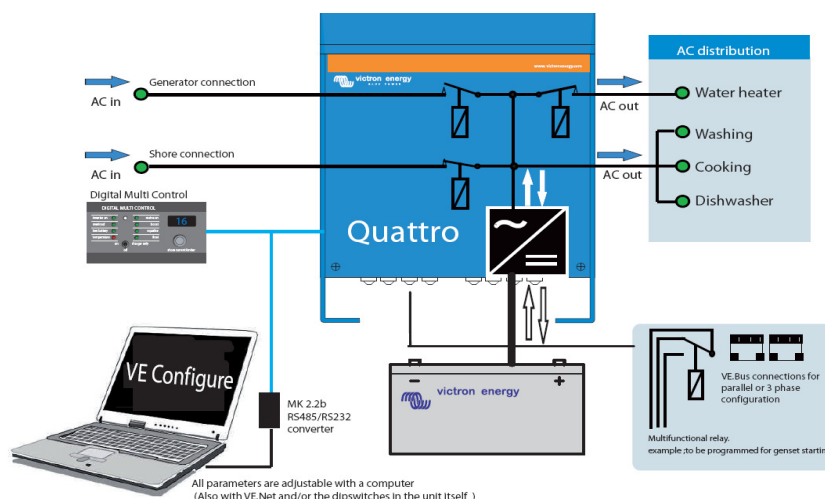 victron energy
BLUE POWER
www.victronenergy.com
AC distribution
Generator connection
AC in
AC out
Water heater
Washing
Shore connection
AC in
AC out
Cooking
Dishwasher
Digital Multi Control
DIGITAL MULTI CONTROL
16
Quattro
VE Configure
MK 2.2b
RS485/RS232
converter
victron energy
VE.Bus connections for
parallel or 3 phase
configuration
Multifunctional relay.
example ;to be programmed for genset startin
All parameters are adjustable with a computer
(Also with VE.Net and/or the dipswitches in the unit itself )